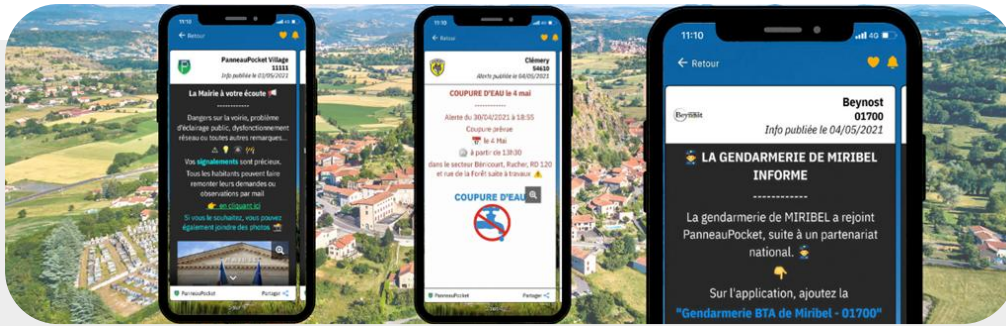 11:10
4G
← Retour
PanneauPocket Village
11111
Info publiée le 03/05/2021
La Mairie à votre écoute
------------
Dangers sur la voirie, problème
d'éclairage public, dysfonctionnement
réseau ou toutes autres remarques...
Vos signalements sont précieux.
Tous les habitants peuvent faire
remonter leurs demandes ou
observations par mail
en cliquant ici
Si vous le souhaitez, vous pouvez
également joindre des photos
PanneauPocket
Partager
11:10
4G
← Retour
Clémery
54610
Alerte publiée le 04/05/2021
COUPURE D'EAU le 4 mai
------------
Alerte du 30/04/2021 à 18:55
Coupure prévue
le 4 Mai
à partir de 13h30
dans le secteur Béricourt, Rucher, RD 120
et rue de la Forêt suite à travaux
COUPURE D'EAU
PanneauPocket
Partager
11:10
4G
← Retour
Beynost
Beynost
01700
Info publiée le 04/05/2021
LA GENDARMERIE DE MIRIBEL
INFORME
------------
La gendarmerie de MIRIBEL a rejoint
PanneauPocket, suite à un partenariat
national.
Sur l'application, ajoutez la
"Gendarmerie BTA de Miribel - 01700"